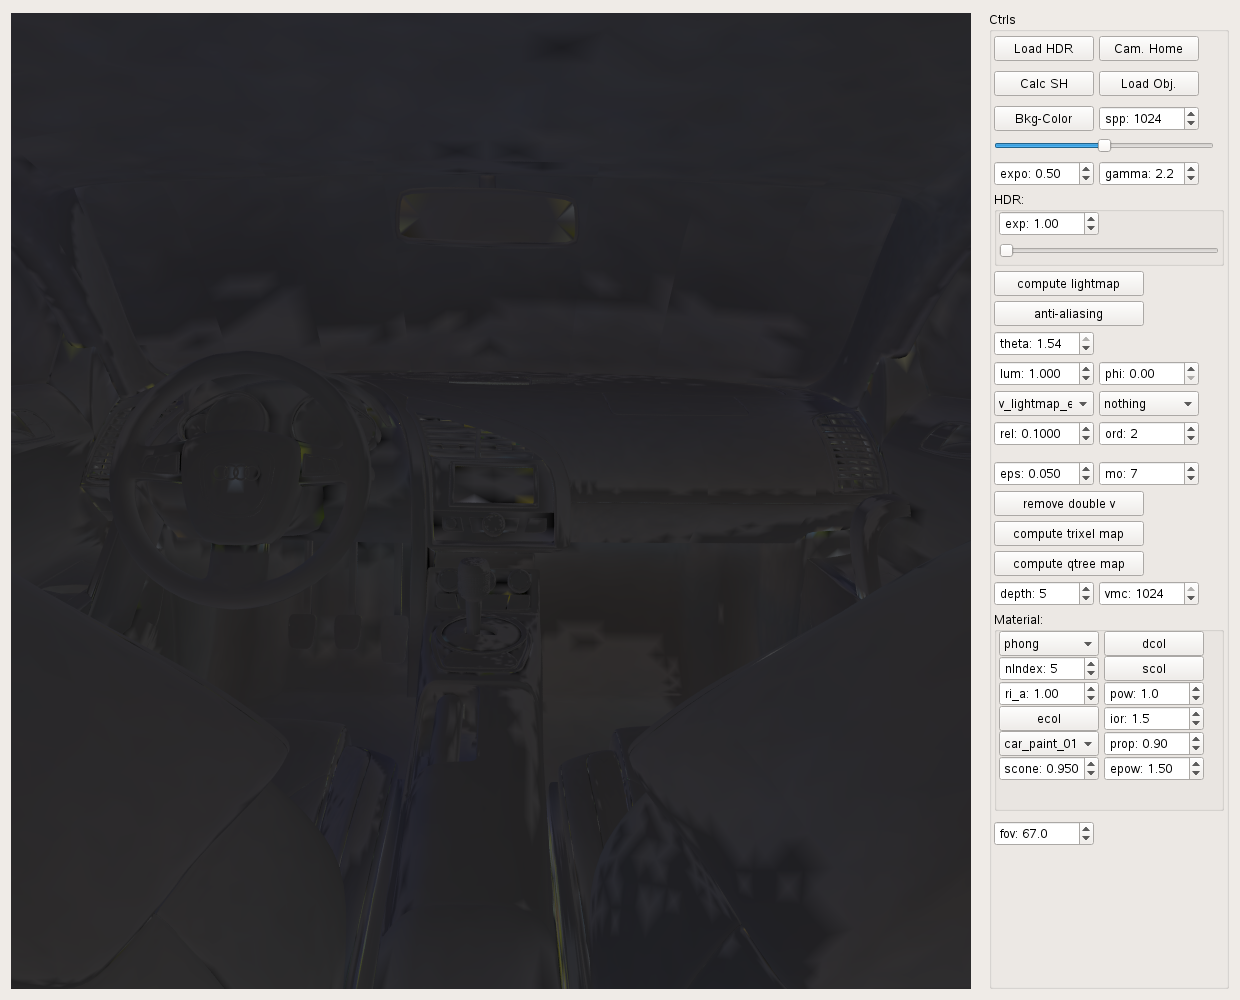 Ctrls
Load HDR Cam. Home
Calc SH Load Obj.
Bkg-Color spp: 1024
expo: 0.50 gamma: 2.2
HDR:
exp: 1.00
compute lightmap
anti-aliasing
theta: 1.54
lum: 1.000 phi: 0.00
v_lightmap_e nothing
rel: 0.1000 ord: 2
eps: 0.050 mo: 7
remove double v
compute trixel map
compute qtree map
depth: 5 vmc: 1024
Material:
phong dcol
nIndex: 5 scol
ri_a: 1.00 pow: 1.0
ecol ior: 1.5
car_paint_01 prop: 0.90
scone: 0.950 epow: 1.50
fov: 67.0